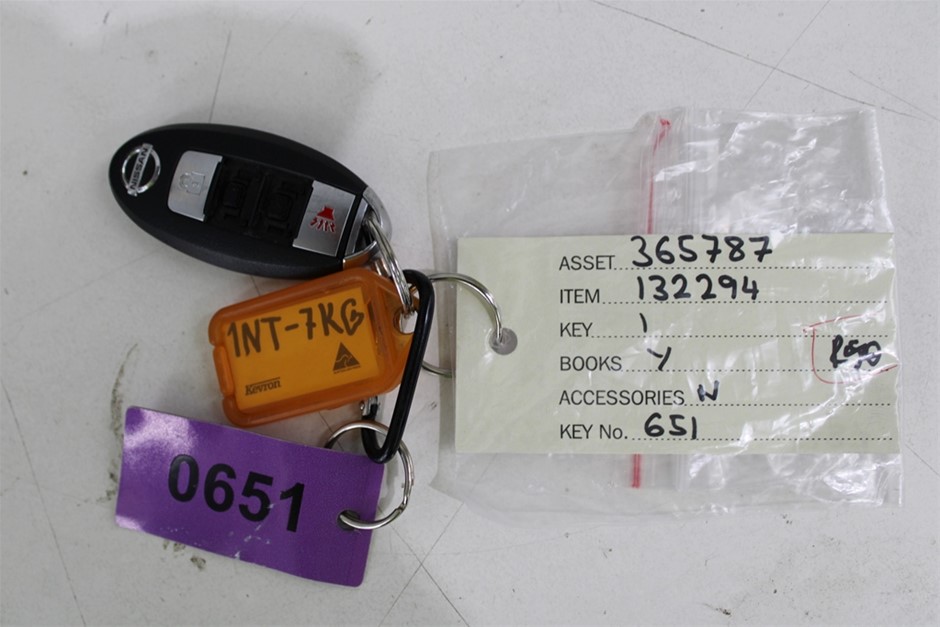 NISSAN
1NT-7KG
Kevron
0651
ASSET 365787
ITEM 132294
KEY 1
BOOKS Y
ACCESSORIES N
KEY No. 651